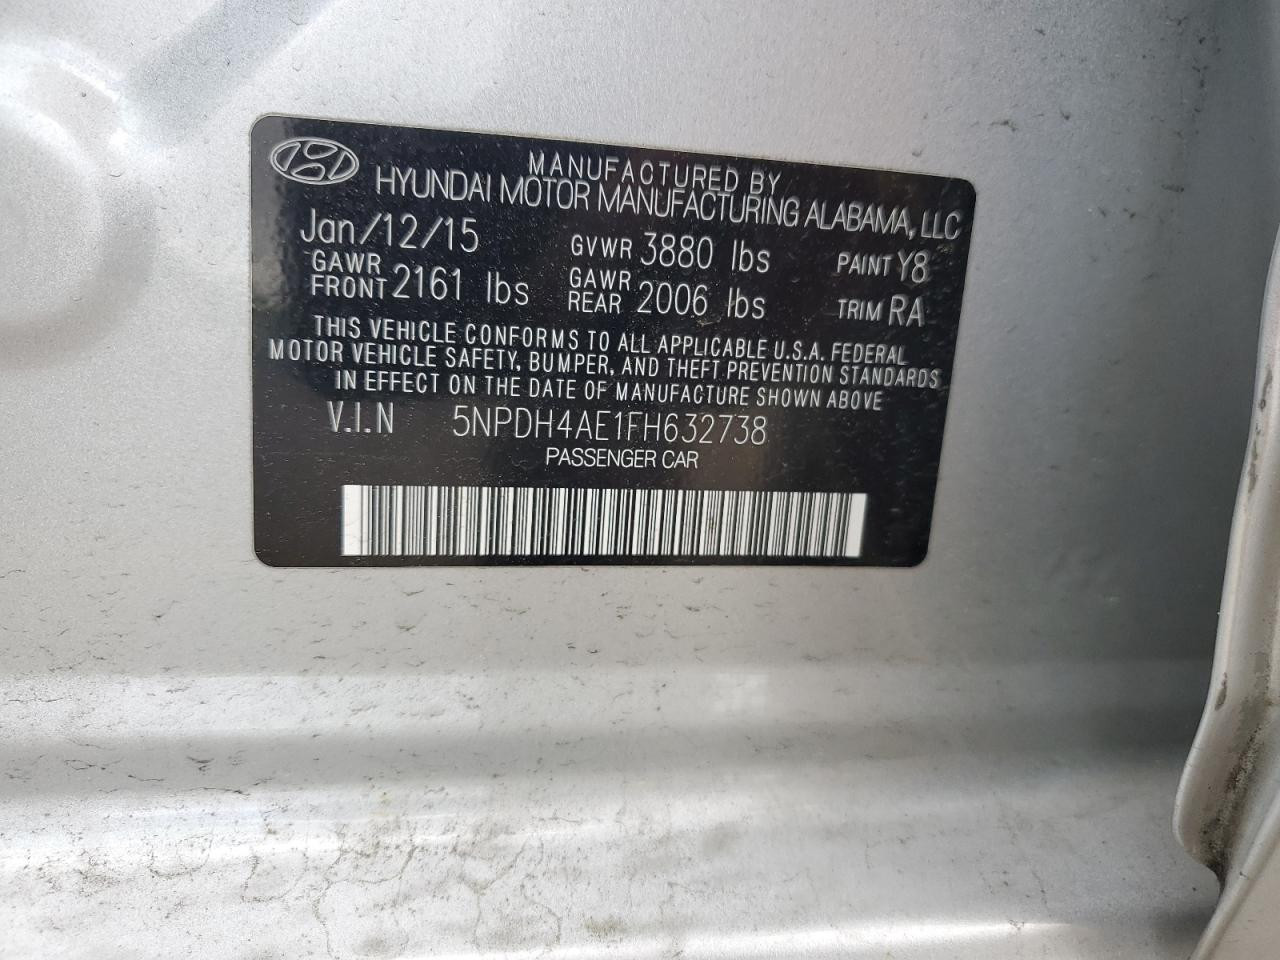 MANUFACTURED BY
HYUNDAI MOTOR MANUFACTURING ALABAMA, LLC
Jan/12/15 GVWR 3880 lbs PAINT Y8
GAWR FRONT 2161 lbs GAWR REAR 2006 lbs TRIM RA
THIS VEHICLE CONFORMS TO ALL APPLICABLE U.S.A. FEDERAL
MOTOR VEHICLE SAFETY, BUMPER, AND THEFT PREVENTION STANDARDS
IN EFFECT ON THE DATE OF MANUFACTURE SHOWN ABOVE
V.I.N 5NPDH4AE1FH632738
PASSENGER CAR